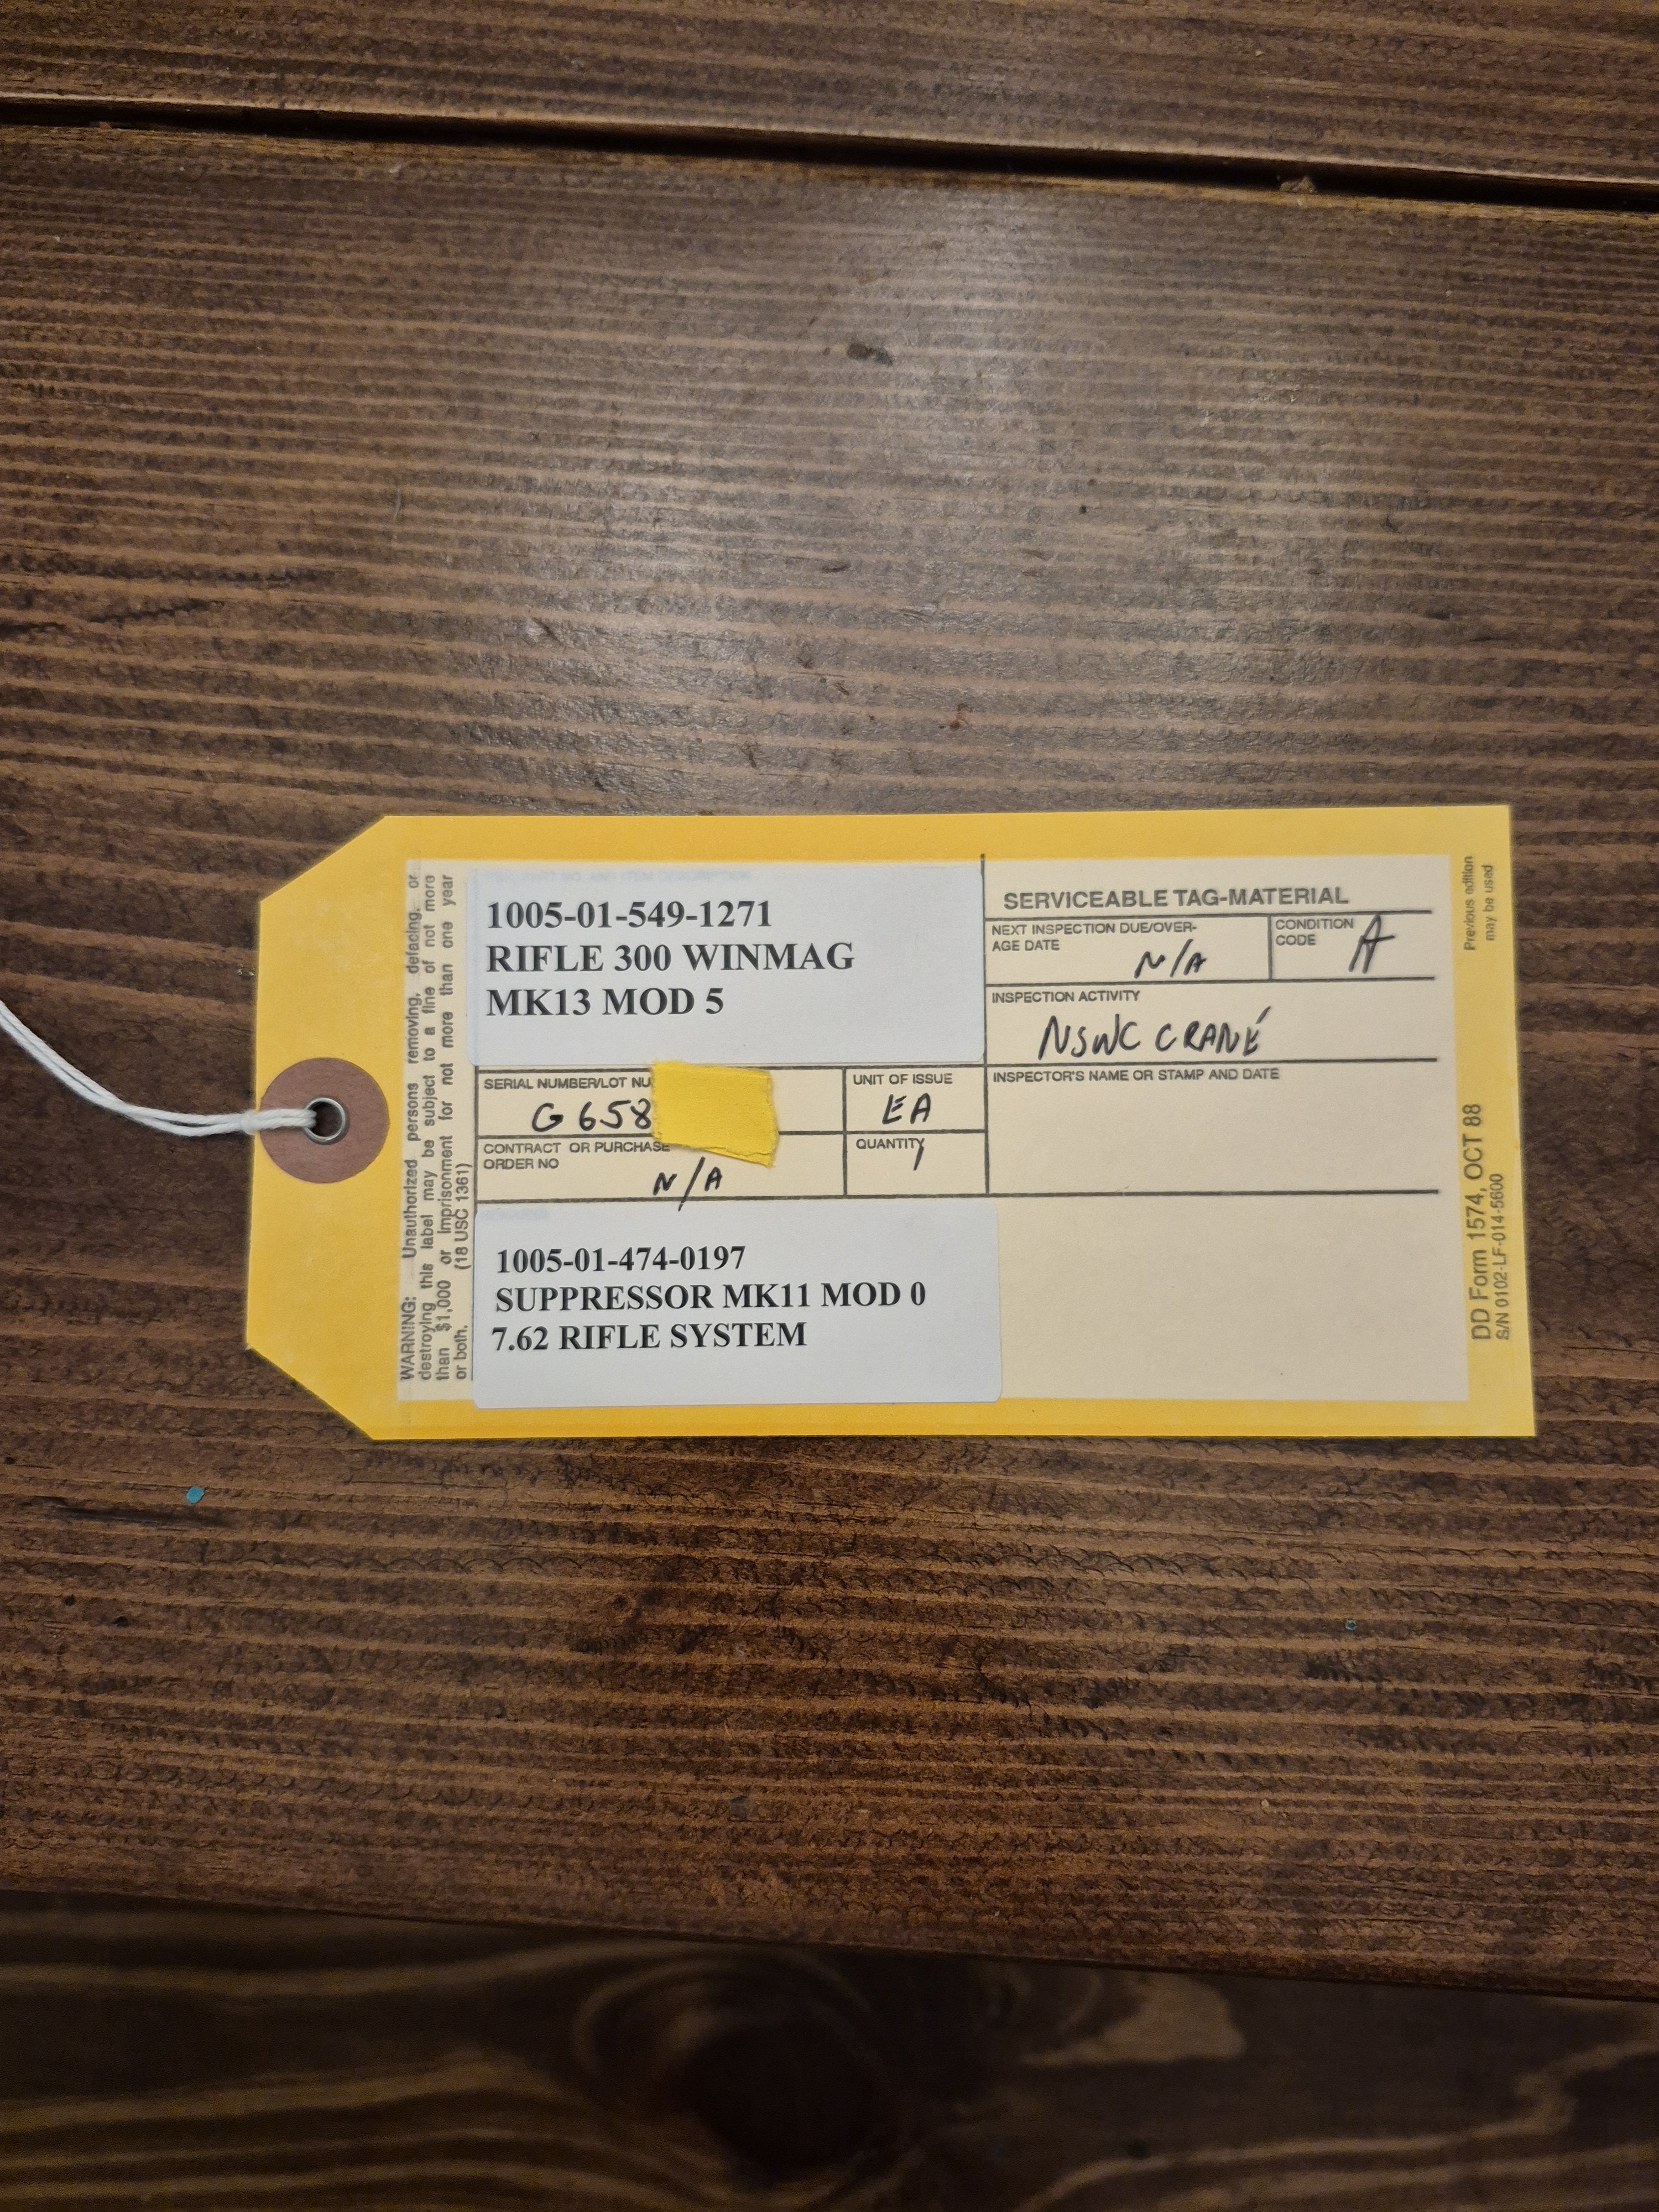 WARNING: Unauthorized persons removing, defacing, or
destroying this label may be subject to a fine of not more
than $1,000 or imprisonment for not more than one year
or both. (18 USC 1361)
1005-01-549-1271
RIFLE 300 WINMAG
MK13 MOD 5
SERIAL NUMBER/LOT NU
G658
UNIT OF ISSUE
EA
CONTRACT OR PURCHASE
ORDER NO
N/A
QUANTITY
1
1005-01-474-0197
SUPPRESSOR MK11 MOD 0
7.62 RIFLE SYSTEM
SERVICEABLE TAG-MATERIAL
NEXT INSPECTION DUE/OVER-
AGE DATE
N/A
CONDITION
CODE
A
INSPECTION ACTIVITY
NSWC CRANE
INSPECTOR'S NAME OR STAMP AND DATE
Previous edition
may be used
DD Form 1574, OCT 88
S/N 0102-LF-014-5600